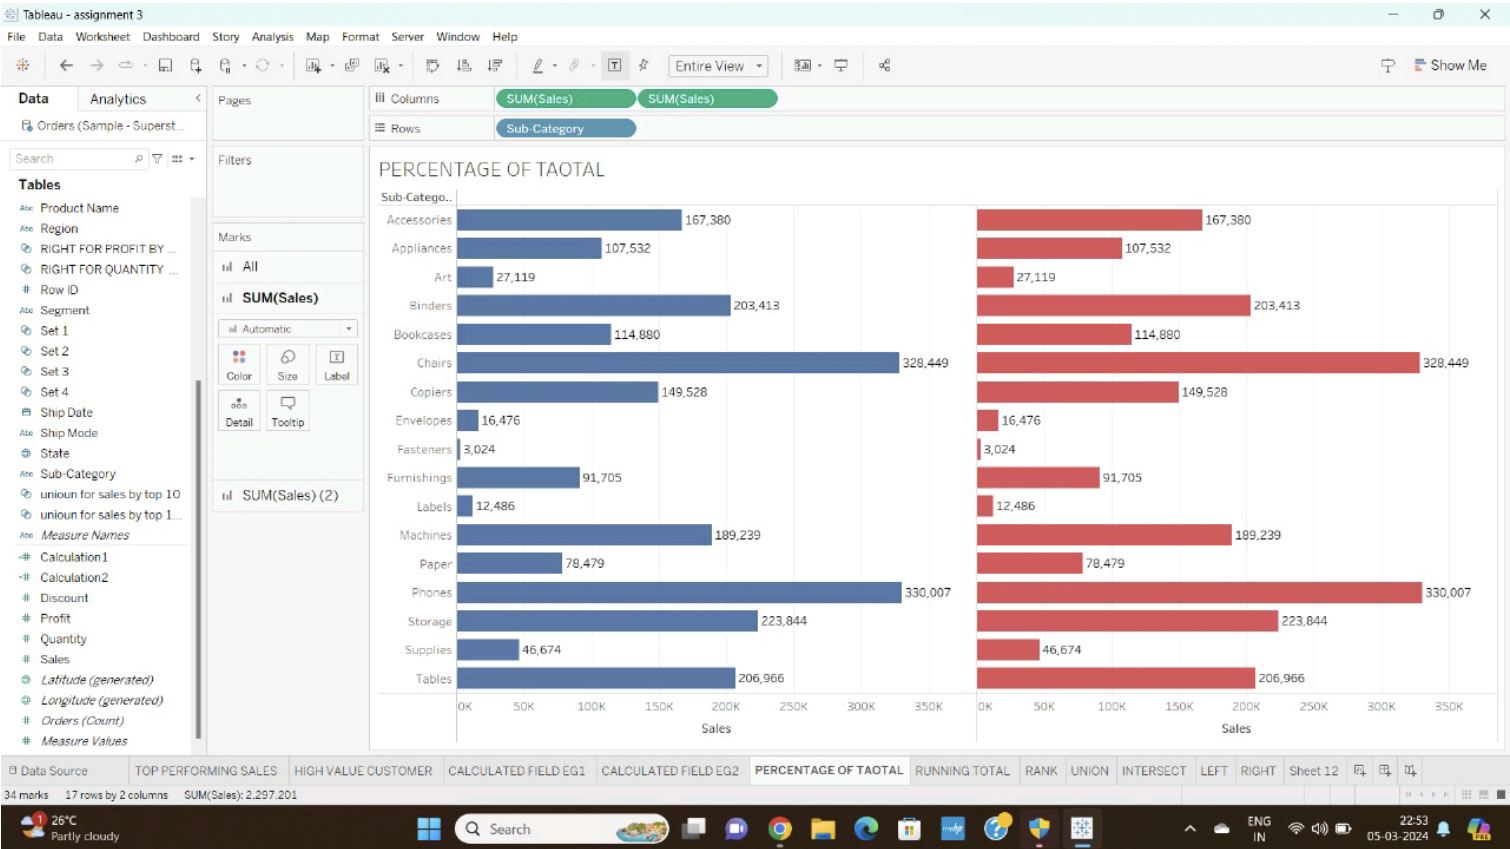 Tableau - assignment 3
File Data Worksheet Dashboard Story Analysis Map Format Server Window Help
Entire View
Show Me
Data Analytics
Orders (Sample - Superst...
Search
Tables
Abc Product Name
Abc Region
RIGHT FOR PROFIT BY ...
RIGHT FOR QUANTITY ...
# Row ID
Abc Segment
Set 1
Set 2
Set 3
Set 4
Ship Date
Abc Ship Mode
State
Abc Sub-Category
unioun for sales by top 10
unioun for sales by top 1...
Abc Measure Names
=# Calculation1
=# Calculation2
# Discount
# Profit
# Quantity
# Sales
Latitude (generated)
Longitude (generated)
# Orders (Count)
# Measure Values
Pages
Filters
Marks
All
SUM(Sales)
Automatic
Color Size Label
Detail Tooltip
SUM(Sales) (2)
Columns SUM(Sales) SUM(Sales)
Rows Sub-Category
PERCENTAGE OF TAOTAL
Sub-Catego..
Accessories 167,380 167,380
Appliances 107,532 107,532
Art 27,119 27,119
Binders 203,413 203,413
Bookcases 114,880 114,880
Chairs 328,449 328,449
Copiers 149,528 149,528
Envelopes 16,476 16,476
Fasteners 3,024 3,024
Furnishings 91,705 91,705
Labels 12,486 12,486
Machines 189,239 189,239
Paper 78,479 78,479
Phones 330,007 330,007
Storage 223,844 223,844
Supplies 46,674 46,674
Tables 206,966 206,966
0K 50K 100K 150K 200K 250K 300K 350K 0K 50K 100K 150K 200K 250K 300K 350K
Sales Sales
Data Source TOP PERFORMING SALES HIGH VALUE CUSTOMER CALCULATED FIELD EG1 CALCULATED FIELD EG2 PERCENTAGE OF TAOTAL RUNNING TOTAL RANK UNION INTERSECT LEFT RIGHT Sheet 12
34 marks 17 rows by 2 columns SUM(Sales): 2,297,201
1 26°C
Partly cloudy
Search
myhp
ENG
IN
22:53
05-03-2024
PRE